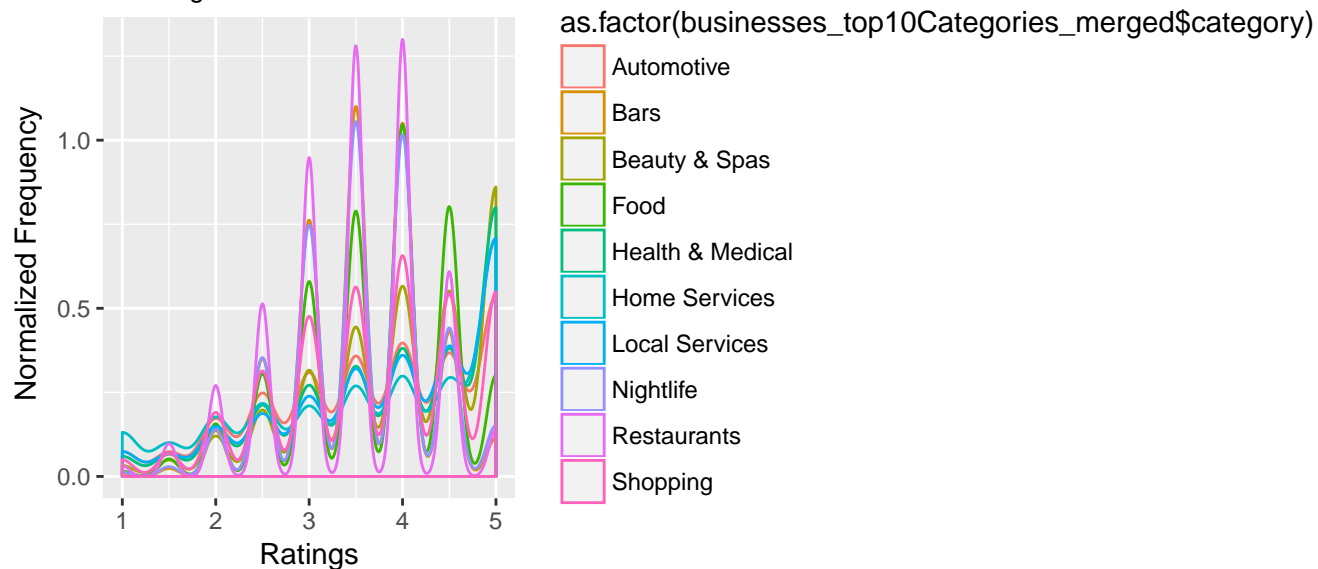 as.factor(businesses_top10Categories_merged$category)
Automotive
Bars
Beauty & Spas
Food
Health & Medical
Home Services
Local Services
Nightlife
Restaurants
Shopping
Normalized Frequency
1.0
0.5
0.0
1 2 3 4 5
Ratings